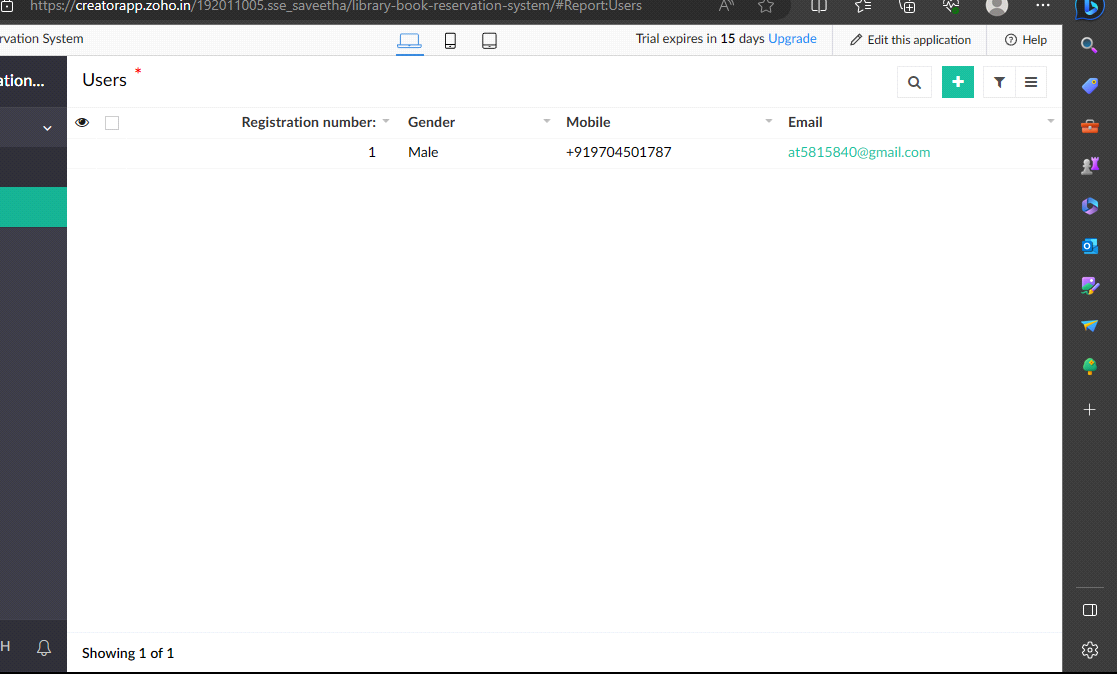 https://creatorapp.zoho.in/192011005.sse_saveetha/library-book-reservation-system/#Report:Users
rvation System
Trial expires in 15 days Upgrade
Edit this application
Help
ation...
Users *
Registration number: Gender Mobile Email
1 Male +919704501787 at5815840@gmail.com
H
Showing 1 of 1